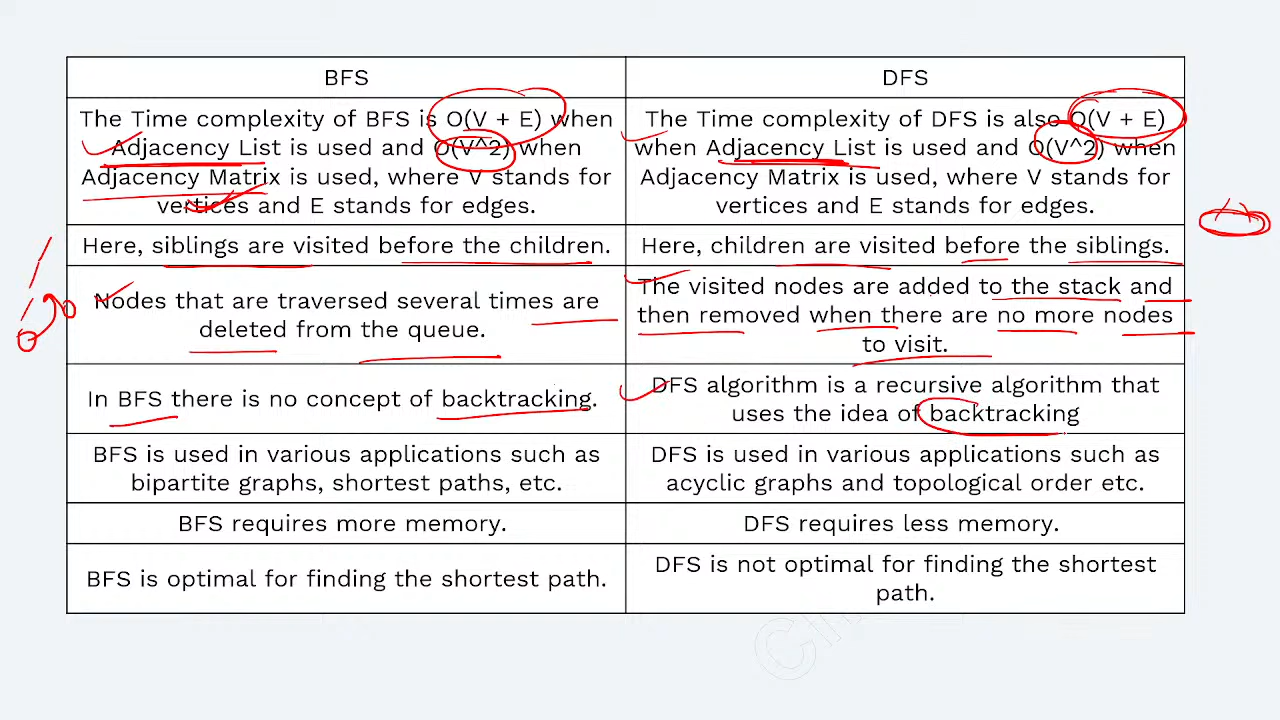 BFS
DFS
The Time complexity of BFS is O(V + E) when
Adjacency List is used and O(V^2) when
Adjacency Matrix is used, where V stands for
vertices and E stands for edges.
The Time complexity of DFS is also O(V + E)
when Adjacency List is used and O(V^2) when
Adjacency Matrix is used, where V stands for
vertices and E stands for edges.
Here, siblings are visited before the children.
Here, children are visited before the siblings.
Nodes that are traversed several times are
deleted from the queue.
The visited nodes are added to the stack and
then removed when there are no more nodes
to visit.
In BFS there is no concept of backtracking.
DFS algorithm is a recursive algorithm that
uses the idea of backtracking
BFS is used in various applications such as
bipartite graphs, shortest paths, etc.
DFS is used in various applications such as
acyclic graphs and topological order etc.
BFS requires more memory.
DFS requires less memory.
BFS is optimal for finding the shortest path.
DFS is not optimal for finding the shortest
path.